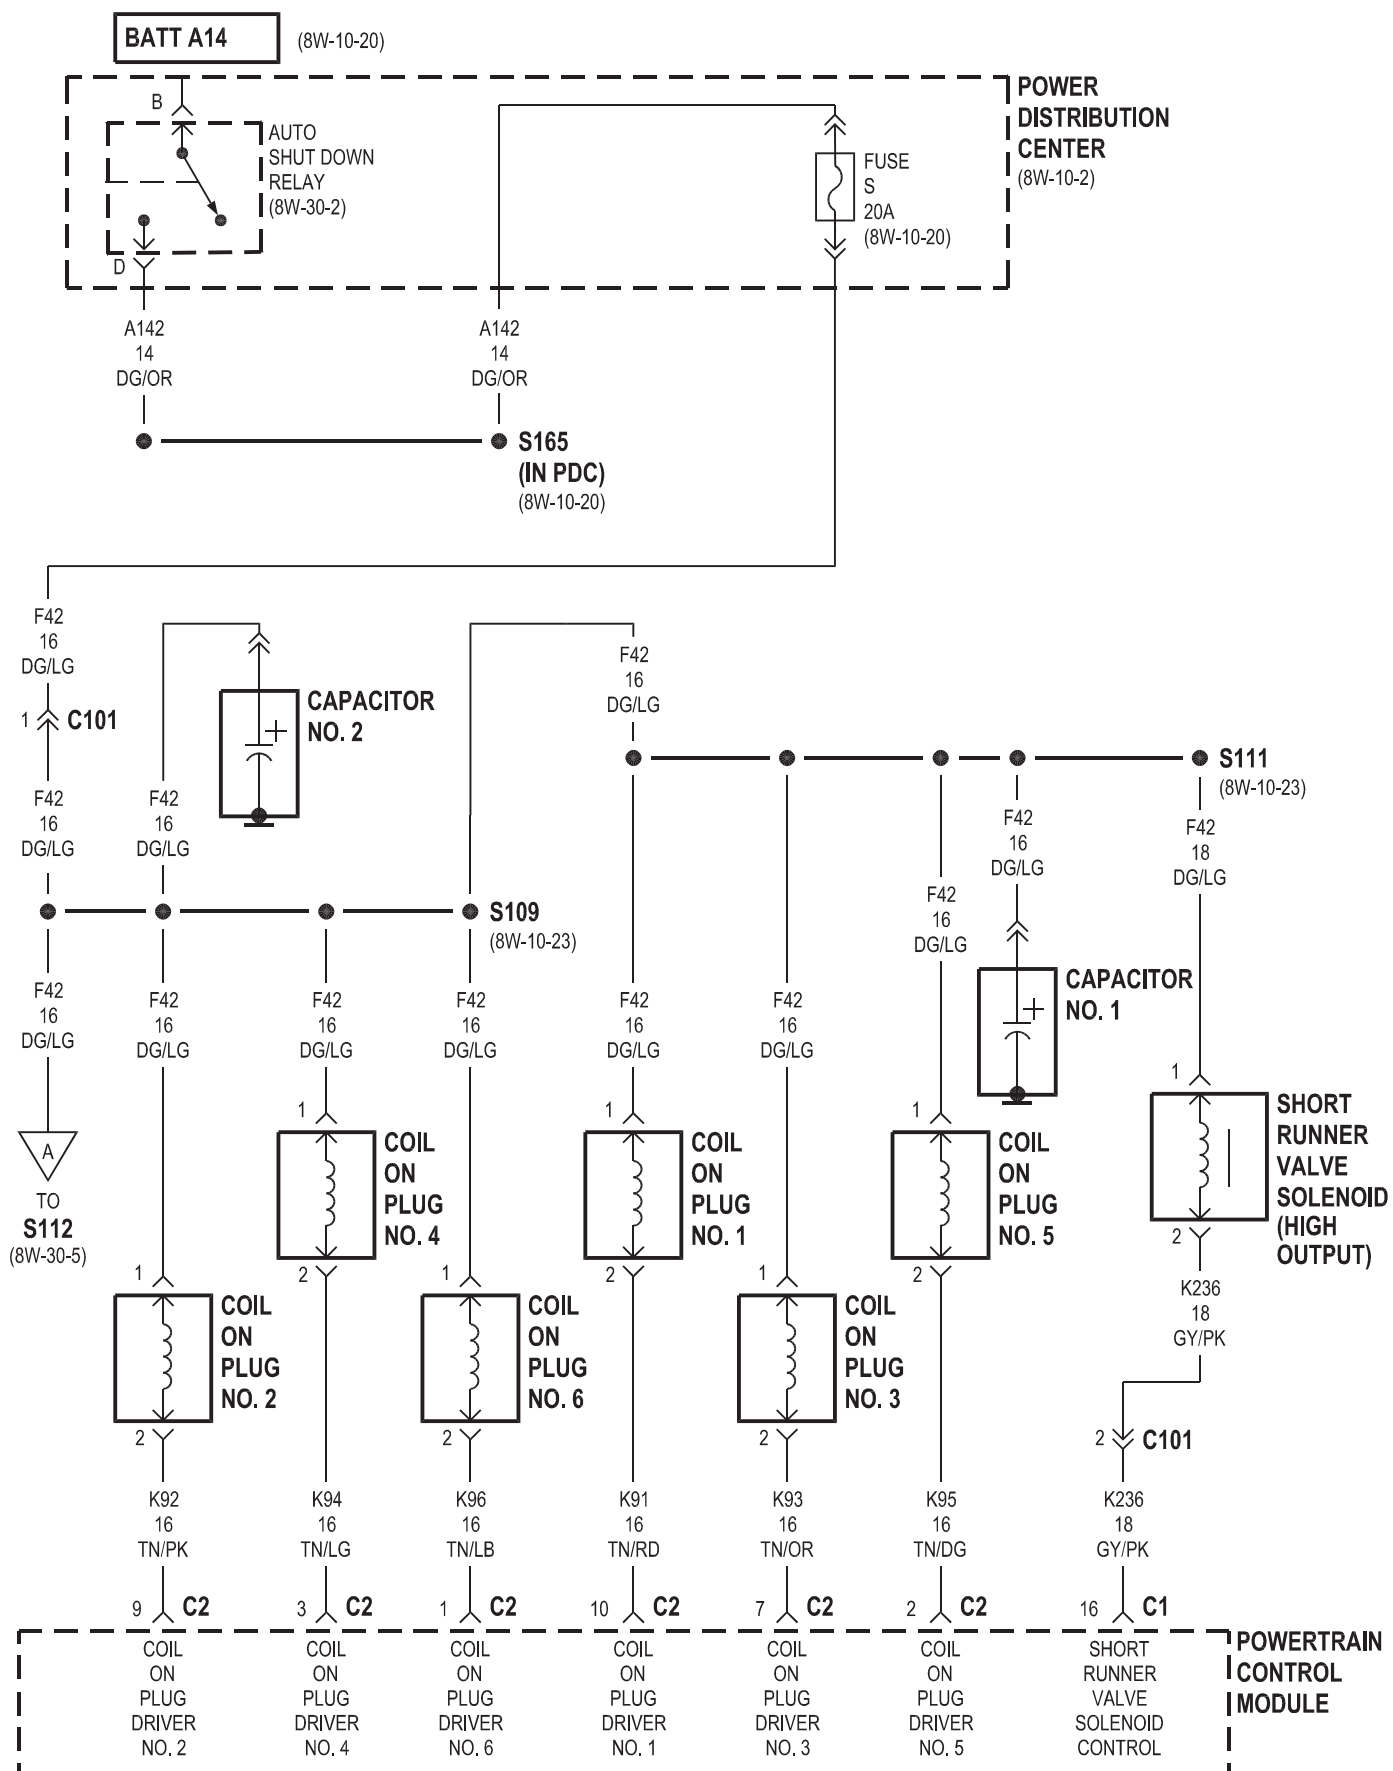 BATT A14
(8W-10-20)
POWER
DISTRIBUTION
CENTER
(8W-10-2)
B
AUTO
SHUT DOWN
RELAY
(8W-30-2)
D
FUSE
S
20A
(8W-10-20)
A142
14
DG/OR
A142
14
DG/OR
S165
(IN PDC)
(8W-10-20)
F42
16
DG/LG
1
C101
F42
16
DG/LG
F42
16
DG/LG
CAPACITOR
NO. 2
F42
16
DG/LG
S111
(8W-10-23)
S109
(8W-10-23)
F42
16
DG/LG
F42
18
DG/LG
F42
16
DG/LG
CAPACITOR
NO. 1
F42
16
DG/LG
F42
16
DG/LG
F42
16
DG/LG
F42
16
DG/LG
F42
16
DG/LG
F42
16
DG/LG
A
TO
S112
(8W-30-5)
1
COIL
ON
PLUG
NO. 4
2
1
COIL
ON
PLUG
NO. 1
2
1
COIL
ON
PLUG
NO. 5
2
1
SHORT
RUNNER
VALVE
SOLENOID
(HIGH
OUTPUT)
2
1
COIL
ON
PLUG
NO. 2
2
1
COIL
ON
PLUG
NO. 6
2
1
COIL
ON
PLUG
NO. 3
2
K236
18
GY/PK
2
C101
K92
16
TN/PK
K94
16
TN/LG
K96
16
TN/LB
K91
16
TN/RD
K93
16
TN/OR
K95
16
TN/DG
K236
18
GY/PK
9
C2
3
C2
1
C2
10
C2
7
C2
2
C2
16
C1
COIL
ON
PLUG
DRIVER
NO. 2
COIL
ON
PLUG
DRIVER
NO. 4
COIL
ON
PLUG
DRIVER
NO. 6
COIL
ON
PLUG
DRIVER
NO. 1
COIL
ON
PLUG
DRIVER
NO. 3
COIL
ON
PLUG
DRIVER
NO. 5
SHORT
RUNNER
VALVE
SOLENOID
CONTROL
POWERTRAIN
CONTROL
MODULE